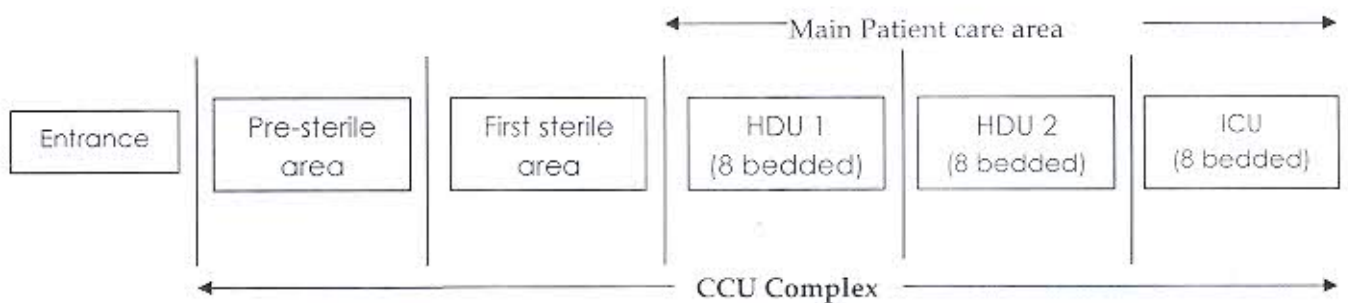 Main Patient care area
Entrance
Pre-sterile
area
First sterile
area
HDU 1
(8 bedded)
HDU 2
(8 bedded)
ICU
(8 bedded)
CCU Complex